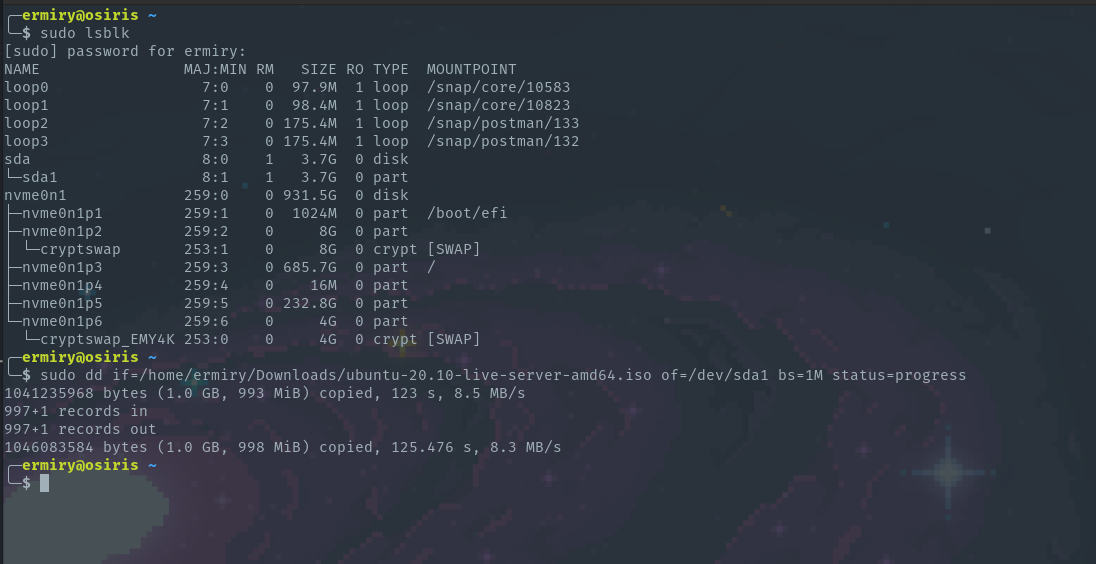 ╭─ermiry@osiris ~
╰─$ sudo lsblk
[sudo] password for ermiry:
NAME                MAJ:MIN RM   SIZE RO TYPE  MOUNTPOINT
loop0                 7:0    0  97.9M  1 loop  /snap/core/10583
loop1                 7:1    0  98.4M  1 loop  /snap/core/10823
loop2                 7:2    0 175.4M  1 loop  /snap/postman/133
loop3                 7:3    0 175.4M  1 loop  /snap/postman/132
sda                   8:0    1   3.7G  0 disk
└─sda1                8:1    1   3.7G  0 part
nvme0n1             259:0    0 931.5G  0 disk
├─nvme0n1p1         259:1    0  1024M  0 part  /boot/efi
├─nvme0n1p2         259:2    0     8G  0 part
│ └─cryptswap       253:1    0     8G  0 crypt [SWAP]
├─nvme0n1p3         259:3    0 685.7G  0 part  /
├─nvme0n1p4         259:4    0    16M  0 part
├─nvme0n1p5         259:5    0 232.8G  0 part
└─nvme0n1p6         259:6    0     4G  0 part
  └─cryptswap_EMY4K 253:0    0     4G  0 crypt [SWAP]
╭─ermiry@osiris ~
╰─$ sudo dd if=/home/ermiry/Downloads/ubuntu-20.10-live-server-amd64.iso of=/dev/sda1 bs=1M status=progress
1041235968 bytes (1.0 GB, 993 MiB) copied, 123 s, 8.5 MB/s
997+1 records in
997+1 records out
1046083584 bytes (1.0 GB, 998 MiB) copied, 125.476 s, 8.3 MB/s
╭─ermiry@osiris ~
╰─$